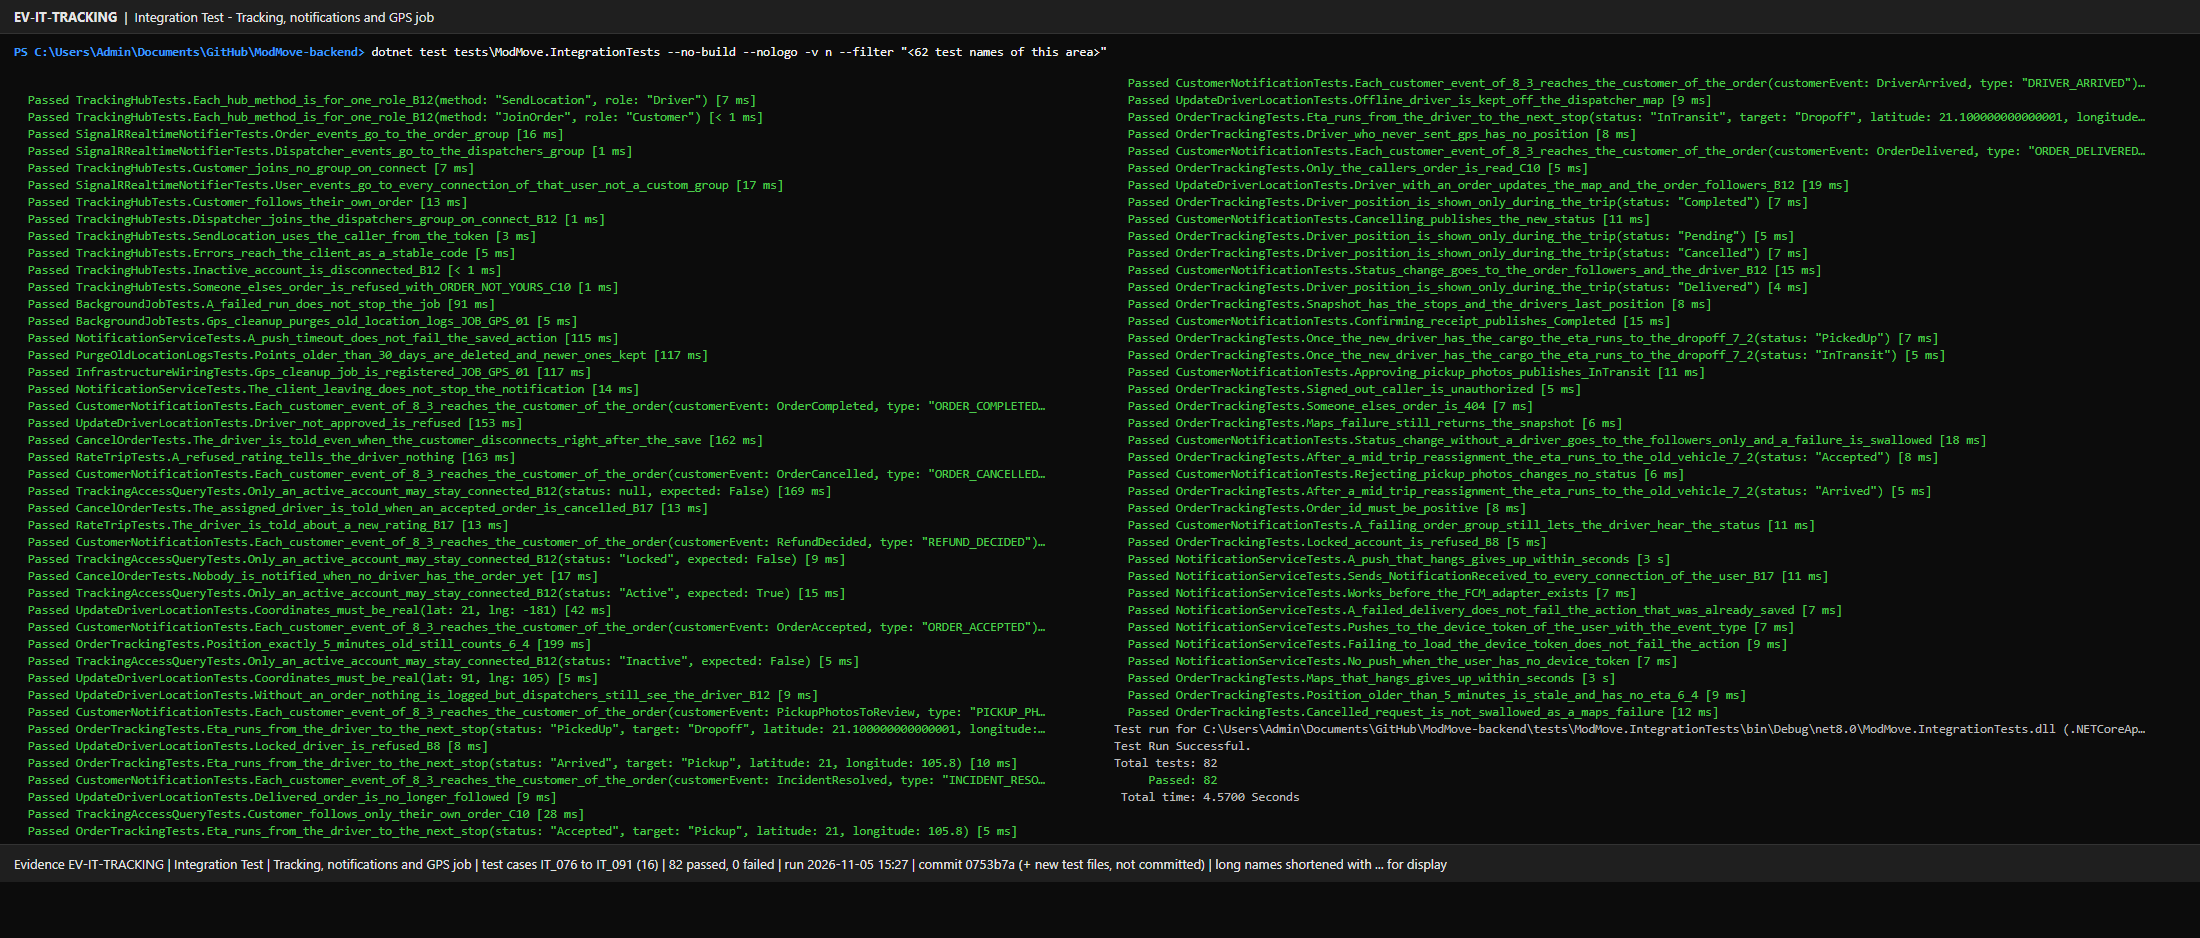 EV-IT-TRACKING | Integration Test - Tracking, notifications and GPS job
PS C:\Users\Admin\Documents\GitHub\ModMove-backend> dotnet test tests\ModMove.IntegrationTests --no-build --nologo -v n --filter "<62 test names of this area>"
Passed TrackingHubTests.Each_hub_method_is_for_one_role_B12(method: "SendLocation", role: "Driver") [7 ms]
Passed TrackingHubTests.Each_hub_method_is_for_one_role_B12(method: "JoinOrder", role: "Customer") [< 1 ms]
Passed SignalRRealtimeNotifierTests.Order_events_go_to_the_order_group [16 ms]
Passed SignalRRealtimeNotifierTests.Dispatcher_events_go_to_the_dispatchers_group [1 ms]
Passed TrackingHubTests.Customer_joins_no_group_on_connect [7 ms]
Passed SignalRRealtimeNotifierTests.User_events_go_to_every_connection_of_that_user_not_a_custom_group [17 ms]
Passed TrackingHubTests.Customer_follows_their_own_order [13 ms]
Passed TrackingHubTests.Dispatcher_joins_the_dispatchers_group_on_connect_B12 [1 ms]
Passed TrackingHubTests.SendLocation_uses_the_caller_from_the_token [3 ms]
Passed TrackingHubTests.Errors_reach_the_client_as_a_stable_code [5 ms]
Passed TrackingHubTests.Inactive_account_is_disconnected_B12 [< 1 ms]
Passed TrackingHubTests.Someone_elses_order_is_refused_with_ORDER_NOT_YOURS_C10 [1 ms]
Passed BackgroundJobTests.A_failed_run_does_not_stop_the_job [91 ms]
Passed BackgroundJobTests.Gps_cleanup_purges_old_location_logs_JOB_GPS_01 [5 ms]
Passed NotificationServiceTests.A_push_timeout_does_not_fail_the_saved_action [115 ms]
Passed PurgeOldLocationLogsTests.Points_older_than_30_days_are_deleted_and_newer_ones_kept [117 ms]
Passed InfrastructureWiringTests.Gps_cleanup_job_is_registered_JOB_GPS_01 [117 ms]
Passed NotificationServiceTests.The_client_leaving_does_not_stop_the_notification [14 ms]
Passed CustomerNotificationTests.Each_customer_event_of_8_3_reaches_the_customer_of_the_order(customerEvent: OrderCompleted, type: "ORDER_COMPLETED…
Passed UpdateDriverLocationTests.Driver_not_approved_is_refused [153 ms]
Passed CancelOrderTests.The_driver_is_told_even_when_the_customer_disconnects_right_after_the_save [162 ms]
Passed RateTripTests.A_refused_rating_tells_the_driver_nothing [163 ms]
Passed CustomerNotificationTests.Each_customer_event_of_8_3_reaches_the_customer_of_the_order(customerEvent: OrderCancelled, type: "ORDER_CANCELLED…
Passed TrackingAccessQueryTests.Only_an_active_account_may_stay_connected_B12(status: null, expected: False) [169 ms]
Passed CancelOrderTests.The_assigned_driver_is_told_when_an_accepted_order_is_cancelled_B17 [13 ms]
Passed RateTripTests.The_driver_is_told_about_a_new_rating_B17 [13 ms]
Passed CustomerNotificationTests.Each_customer_event_of_8_3_reaches_the_customer_of_the_order(customerEvent: RefundDecided, type: "REFUND_DECIDED")…
Passed TrackingAccessQueryTests.Only_an_active_account_may_stay_connected_B12(status: "Locked", expected: False) [9 ms]
Passed CancelOrderTests.Nobody_is_notified_when_no_driver_has_the_order_yet [17 ms]
Passed TrackingAccessQueryTests.Only_an_active_account_may_stay_connected_B12(status: "Active", expected: True) [15 ms]
Passed UpdateDriverLocationTests.Coordinates_must_be_real(lat: 21, lng: -181) [42 ms]
Passed CustomerNotificationTests.Each_customer_event_of_8_3_reaches_the_customer_of_the_order(customerEvent: OrderAccepted, type: "ORDER_ACCEPTED")…
Passed OrderTrackingTests.Position_exactly_5_minutes_old_still_counts_6_4 [199 ms]
Passed TrackingAccessQueryTests.Only_an_active_account_may_stay_connected_B12(status: "Inactive", expected: False) [5 ms]
Passed UpdateDriverLocationTests.Coordinates_must_be_real(lat: 91, lng: 105) [5 ms]
Passed UpdateDriverLocationTests.Without_an_order_nothing_is_logged_but_dispatchers_still_see_the_driver_B12 [9 ms]
Passed CustomerNotificationTests.Each_customer_event_of_8_3_reaches_the_customer_of_the_order(customerEvent: PickupPhotosToReview, type: "PICKUP_PH…
Passed OrderTrackingTests.Eta_runs_from_the_driver_to_the_next_stop(status: "PickedUp", target: "Dropoff", latitude: 21.100000000000001, longitude:…
Passed UpdateDriverLocationTests.Locked_driver_is_refused_B8 [8 ms]
Passed OrderTrackingTests.Eta_runs_from_the_driver_to_the_next_stop(status: "Arrived", target: "Pickup", latitude: 21, longitude: 105.8) [10 ms]
Passed CustomerNotificationTests.Each_customer_event_of_8_3_reaches_the_customer_of_the_order(customerEvent: IncidentResolved, type: "INCIDENT_RESO…
Passed UpdateDriverLocationTests.Delivered_order_is_no_longer_followed [9 ms]
Passed TrackingAccessQueryTests.Customer_follows_only_their_own_order_C10 [28 ms]
Passed OrderTrackingTests.Eta_runs_from_the_driver_to_the_next_stop(status: "Accepted", target: "Pickup", latitude: 21, longitude: 105.8) [5 ms]
Passed CustomerNotificationTests.Each_customer_event_of_8_3_reaches_the_customer_of_the_order(customerEvent: DriverArrived, type: "DRIVER_ARRIVED")…
Passed UpdateDriverLocationTests.Offline_driver_is_kept_off_the_dispatcher_map [9 ms]
Passed OrderTrackingTests.Eta_runs_from_the_driver_to_the_next_stop(status: "InTransit", target: "Dropoff", latitude: 21.100000000000001, longitude…
Passed OrderTrackingTests.Driver_who_never_sent_gps_has_no_position [8 ms]
Passed CustomerNotificationTests.Each_customer_event_of_8_3_reaches_the_customer_of_the_order(customerEvent: OrderDelivered, type: "ORDER_DELIVERED…
Passed OrderTrackingTests.Only_the_callers_order_is_read_C10 [5 ms]
Passed UpdateDriverLocationTests.Driver_with_an_order_updates_the_map_and_the_order_followers_B12 [19 ms]
Passed OrderTrackingTests.Driver_position_is_shown_only_during_the_trip(status: "Completed") [7 ms]
Passed CustomerNotificationTests.Cancelling_publishes_the_new_status [11 ms]
Passed OrderTrackingTests.Driver_position_is_shown_only_during_the_trip(status: "Pending") [5 ms]
Passed OrderTrackingTests.Driver_position_is_shown_only_during_the_trip(status: "Cancelled") [7 ms]
Passed CustomerNotificationTests.Status_change_goes_to_the_order_followers_and_the_driver_B12 [15 ms]
Passed OrderTrackingTests.Driver_position_is_shown_only_during_the_trip(status: "Delivered") [4 ms]
Passed OrderTrackingTests.Snapshot_has_the_stops_and_the_drivers_last_position [8 ms]
Passed CustomerNotificationTests.Confirming_receipt_publishes_Completed [15 ms]
Passed OrderTrackingTests.Once_the_new_driver_has_the_cargo_the_eta_runs_to_the_dropoff_7_2(status: "PickedUp") [7 ms]
Passed OrderTrackingTests.Once_the_new_driver_has_the_cargo_the_eta_runs_to_the_dropoff_7_2(status: "InTransit") [5 ms]
Passed CustomerNotificationTests.Approving_pickup_photos_publishes_InTransit [11 ms]
Passed OrderTrackingTests.Signed_out_caller_is_unauthorized [5 ms]
Passed OrderTrackingTests.Someone_elses_order_is_404 [7 ms]
Passed OrderTrackingTests.Maps_failure_still_returns_the_snapshot [6 ms]
Passed CustomerNotificationTests.Status_change_without_a_driver_goes_to_the_followers_only_and_a_failure_is_swallowed [18 ms]
Passed OrderTrackingTests.After_a_mid_trip_reassignment_the_eta_runs_to_the_old_vehicle_7_2(status: "Accepted") [8 ms]
Passed CustomerNotificationTests.Rejecting_pickup_photos_changes_no_status [6 ms]
Passed OrderTrackingTests.After_a_mid_trip_reassignment_the_eta_runs_to_the_old_vehicle_7_2(status: "Arrived") [5 ms]
Passed OrderTrackingTests.Order_id_must_be_positive [8 ms]
Passed CustomerNotificationTests.A_failing_order_group_still_lets_the_driver_hear_the_status [11 ms]
Passed OrderTrackingTests.Locked_account_is_refused_B8 [5 ms]
Passed NotificationServiceTests.A_push_that_hangs_gives_up_within_seconds [3 s]
Passed NotificationServiceTests.Sends_NotificationReceived_to_every_connection_of_the_user_B17 [11 ms]
Passed NotificationServiceTests.Works_before_the_FCM_adapter_exists [7 ms]
Passed NotificationServiceTests.A_failed_delivery_does_not_fail_the_action_that_was_already_saved [7 ms]
Passed NotificationServiceTests.Pushes_to_the_device_token_of_the_user_with_the_event_type [7 ms]
Passed NotificationServiceTests.Failing_to_load_the_device_token_does_not_fail_the_action [9 ms]
Passed NotificationServiceTests.No_push_when_the_user_has_no_device_token [7 ms]
Passed OrderTrackingTests.Maps_that_hangs_gives_up_within_seconds [3 s]
Passed OrderTrackingTests.Position_older_than_5_minutes_is_stale_and_has_no_eta_6_4 [9 ms]
Passed OrderTrackingTests.Cancelled_request_is_not_swallowed_as_a_maps_failure [12 ms]
Test run for C:\Users\Admin\Documents\GitHub\ModMove-backend\tests\ModMove.IntegrationTests\bin\Debug\net8.0\ModMove.IntegrationTests.dll (.NETCoreAp…
Test Run Successful.
Total tests: 82
Passed: 82
Total time: 4.5700 Seconds
Evidence EV-IT-TRACKING | Integration Test | Tracking, notifications and GPS job | test cases IT_076 to IT_091 (16) | 82 passed, 0 failed | run 2026-11-05 15:27 | commit 0753b7a (+ new test files, not committed) | long names shortened with ... for display